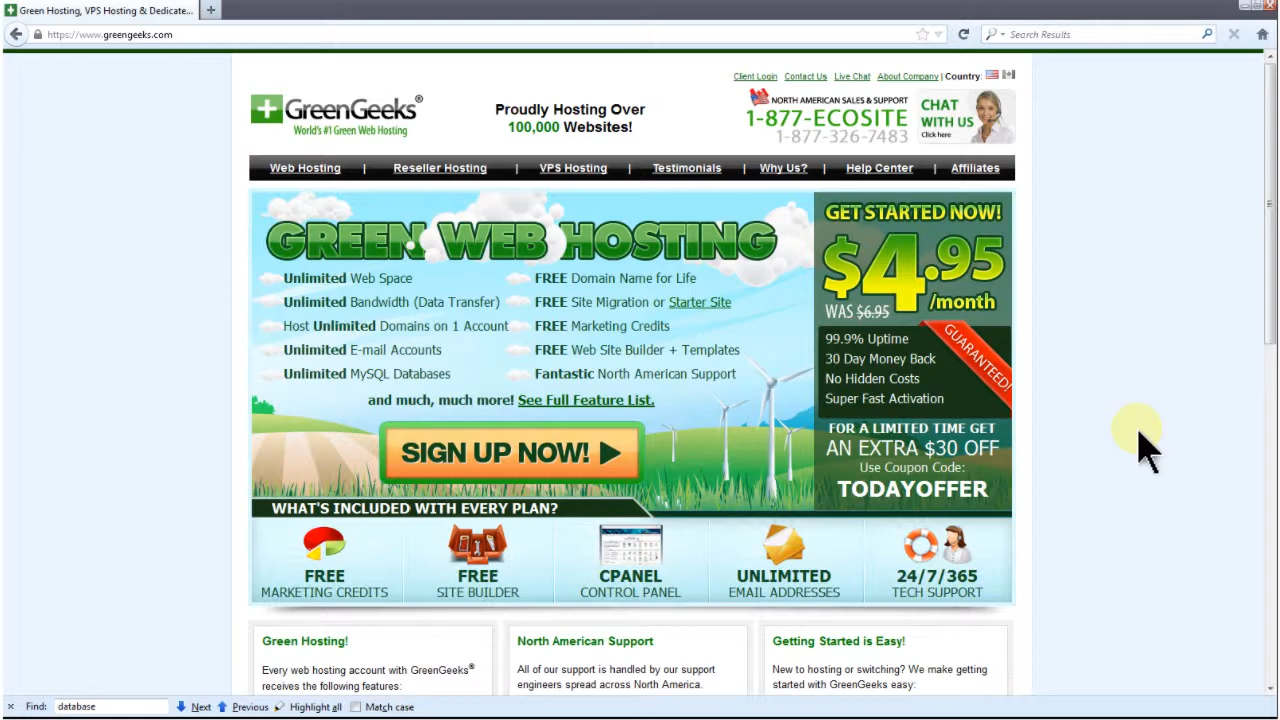 Green Hosting, VPS Hosting & Dedicate...
https://www.greengeeks.com
Search Results
Client Login Contact Us Live Chat About Company | Country:
GreenGeeks®
World's #1 Green Web Hosting
Proudly Hosting Over
100,000 Websites!
NORTH AMERICAN SALES & SUPPORT
1-877-ECOSITE
1-877-326-7483
CHAT
WITH US
Click here
Web Hosting | Reseller Hosting | VPS Hosting | Testimonials | Why Us? | Help Center | Affiliates
GREEN WEB HOSTING
Unlimited Web Space
Unlimited Bandwidth (Data Transfer)
Host Unlimited Domains on 1 Account
Unlimited E-mail Accounts
Unlimited MySQL Databases
FREE Domain Name for Life
FREE Site Migration or Starter Site
FREE Marketing Credits
FREE Web Site Builder + Templates
Fantastic North American Support
and much, much more! See Full Feature List.
SIGN UP NOW!
GET STARTED NOW!
$4.95
/month
WAS $6.95
99.9% Uptime
30 Day Money Back
No Hidden Costs
Super Fast Activation
GUARANTEED!
FOR A LIMITED TIME GET
AN EXTRA $30 OFF
Use Coupon Code:
TODAYOFFER
WHAT'S INCLUDED WITH EVERY PLAN?
FREE
MARKETING CREDITS
FREE
SITE BUILDER
CPANEL
CONTROL PANEL
UNLIMITED
EMAIL ADDRESSES
24/7/365
TECH SUPPORT
Green Hosting!
Every web hosting account with GreenGeeks®
receives the following features:
North American Support
All of our support is handled by our support
engineers spread across North America.
Getting Started is Easy!
New to hosting or switching? We make getting
started with GreenGeeks easy:
Find: database Next Previous Highlight all Match case